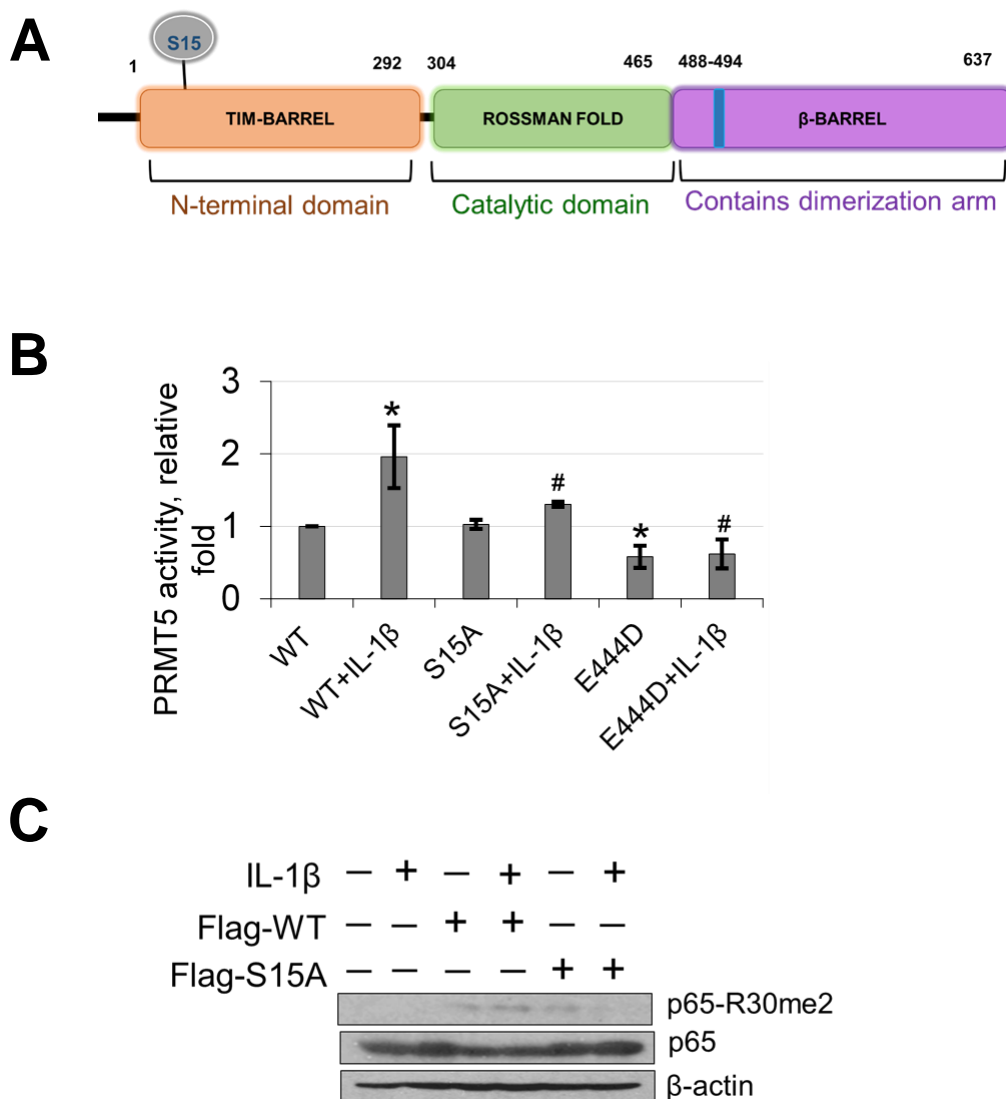 A
S15
1
292
304
465
488-494
637
TIM-BARREL
ROSSMAN FOLD
β-BARREL
N-terminal domain
Catalytic domain
Contains dimerization arm
B
PRMT5 activity, relative
fold
3
2
1
0
*
#
*
#
WT
WT+IL-1β
S15A
S15A+IL-1β
E444D
E444D+IL-1β
C
IL-1β — + — + — +
Flag-WT — — + + — —
Flag-S15A — — — — + +
p65-R30me2
p65
β-actin